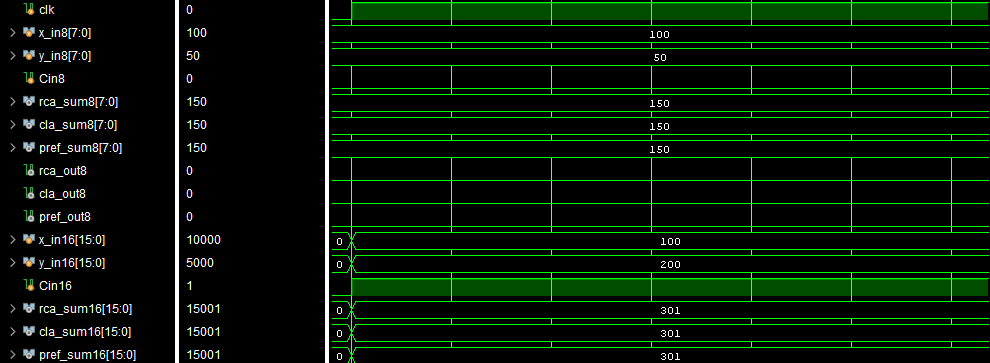 clk 0
x_in8[7:0] 100 100
y_in8[7:0] 50 50
Cin8 0
rca_sum8[7:0] 150 150
cla_sum8[7:0] 150 150
pref_sum8[7:0] 150 150
rca_out8 0
cla_out8 0
pref_out8 0
x_in16[15:0] 10000 0 100
y_in16[15:0] 5000 0 200
Cin16 1
rca_sum16[15:0] 15001 0 301
cla_sum16[15:0] 15001 0 301
pref_sum16[15:0] 15001 0 301